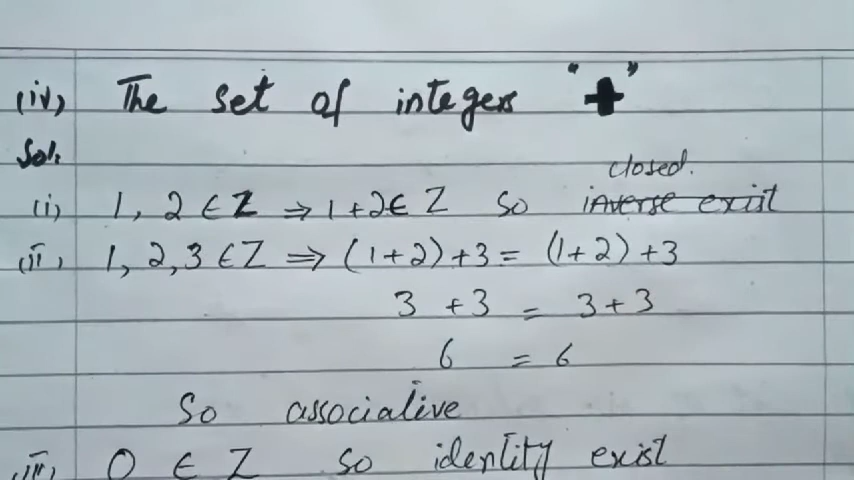 (iv) The set of integers "+"
Sol:
closed.
(i) 1, 2 ∈ Z ⇒ 1+2 ∈ Z so inverse exist
(ii) 1, 2, 3 ∈ Z ⇒ (1+2)+3 = (1+2)+3
3 +3 = 3+3
6 = 6
So associative
(iii) 0 ∈ Z so identity exist